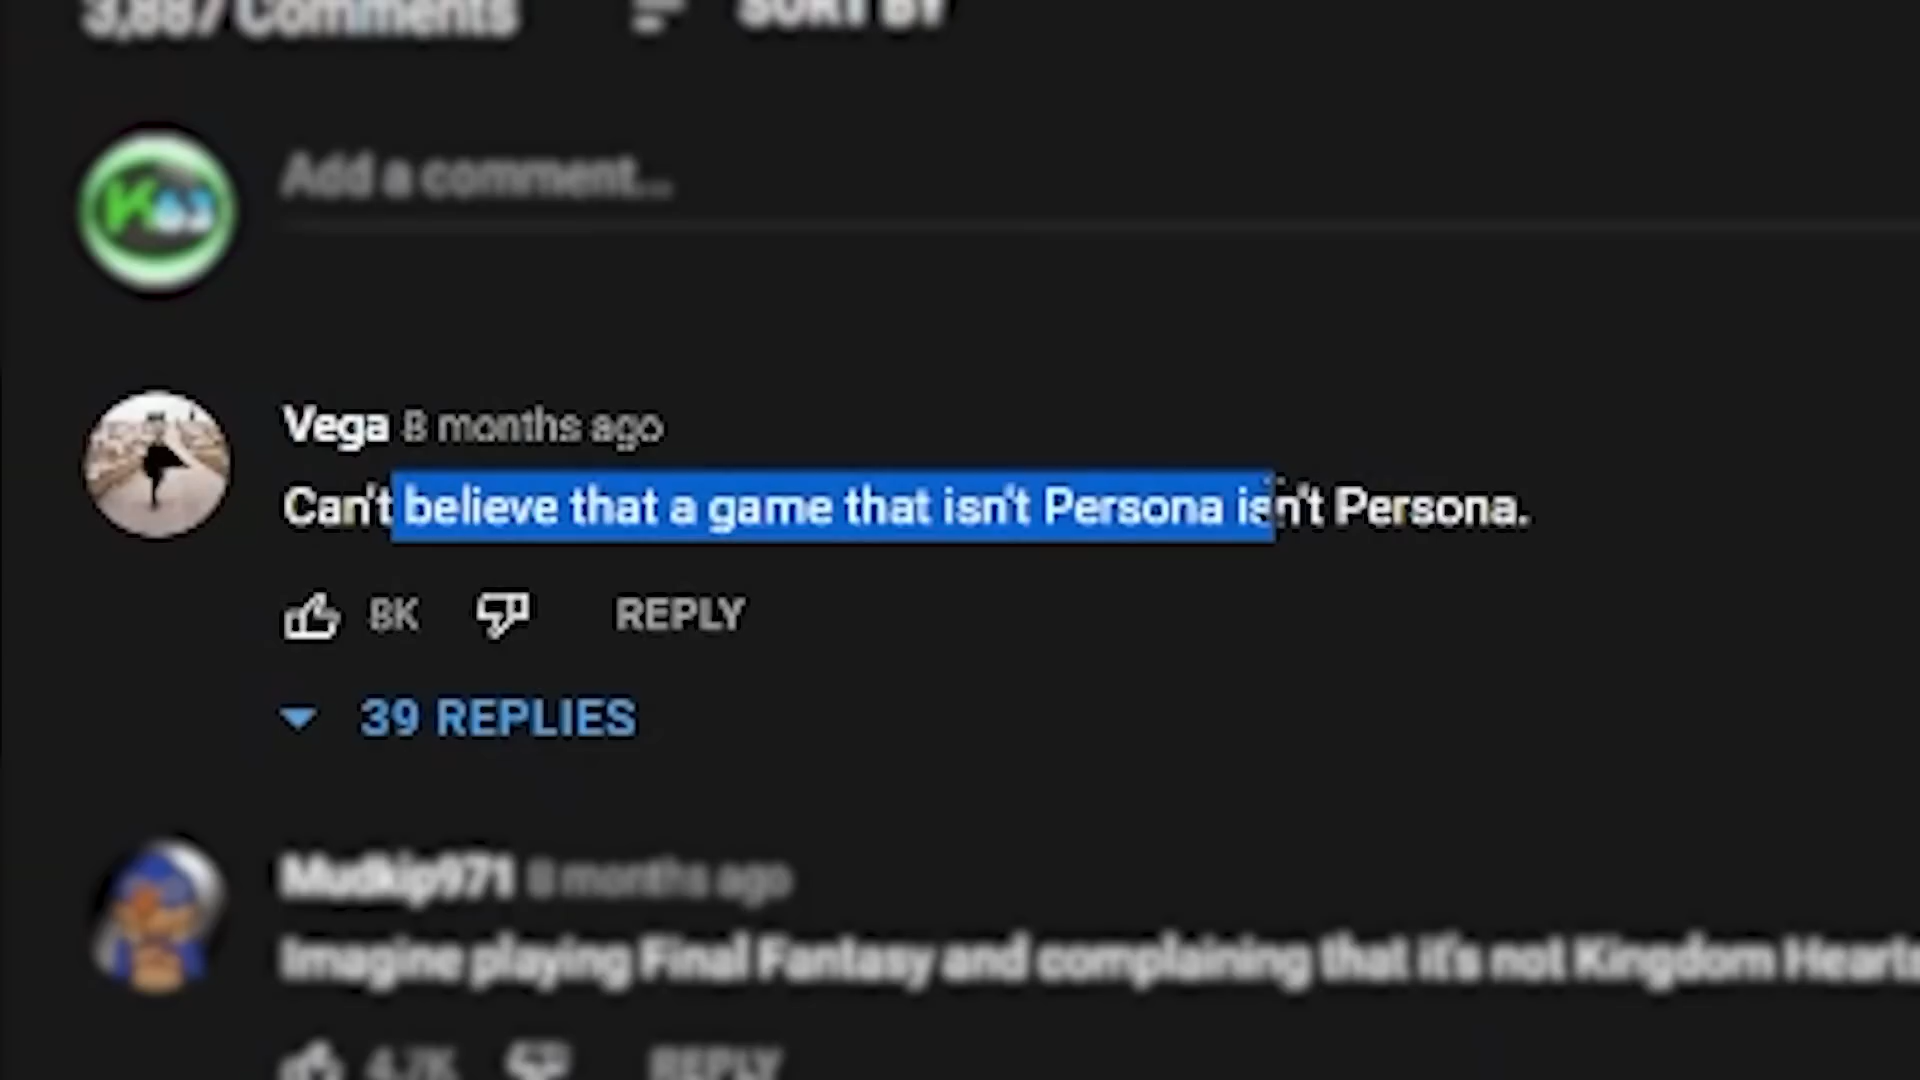 3,887 Comments SORT BY
K63
Add a comment...
Vega 8 months ago
Can't believe that a game that isn't Persona isn't Persona.
8K REPLY
39 REPLIES
Mudkip971 8 months ago
Imagine playing Final Fantasy and complaining that it's not Kingdom Hearts
4.7K REPLY